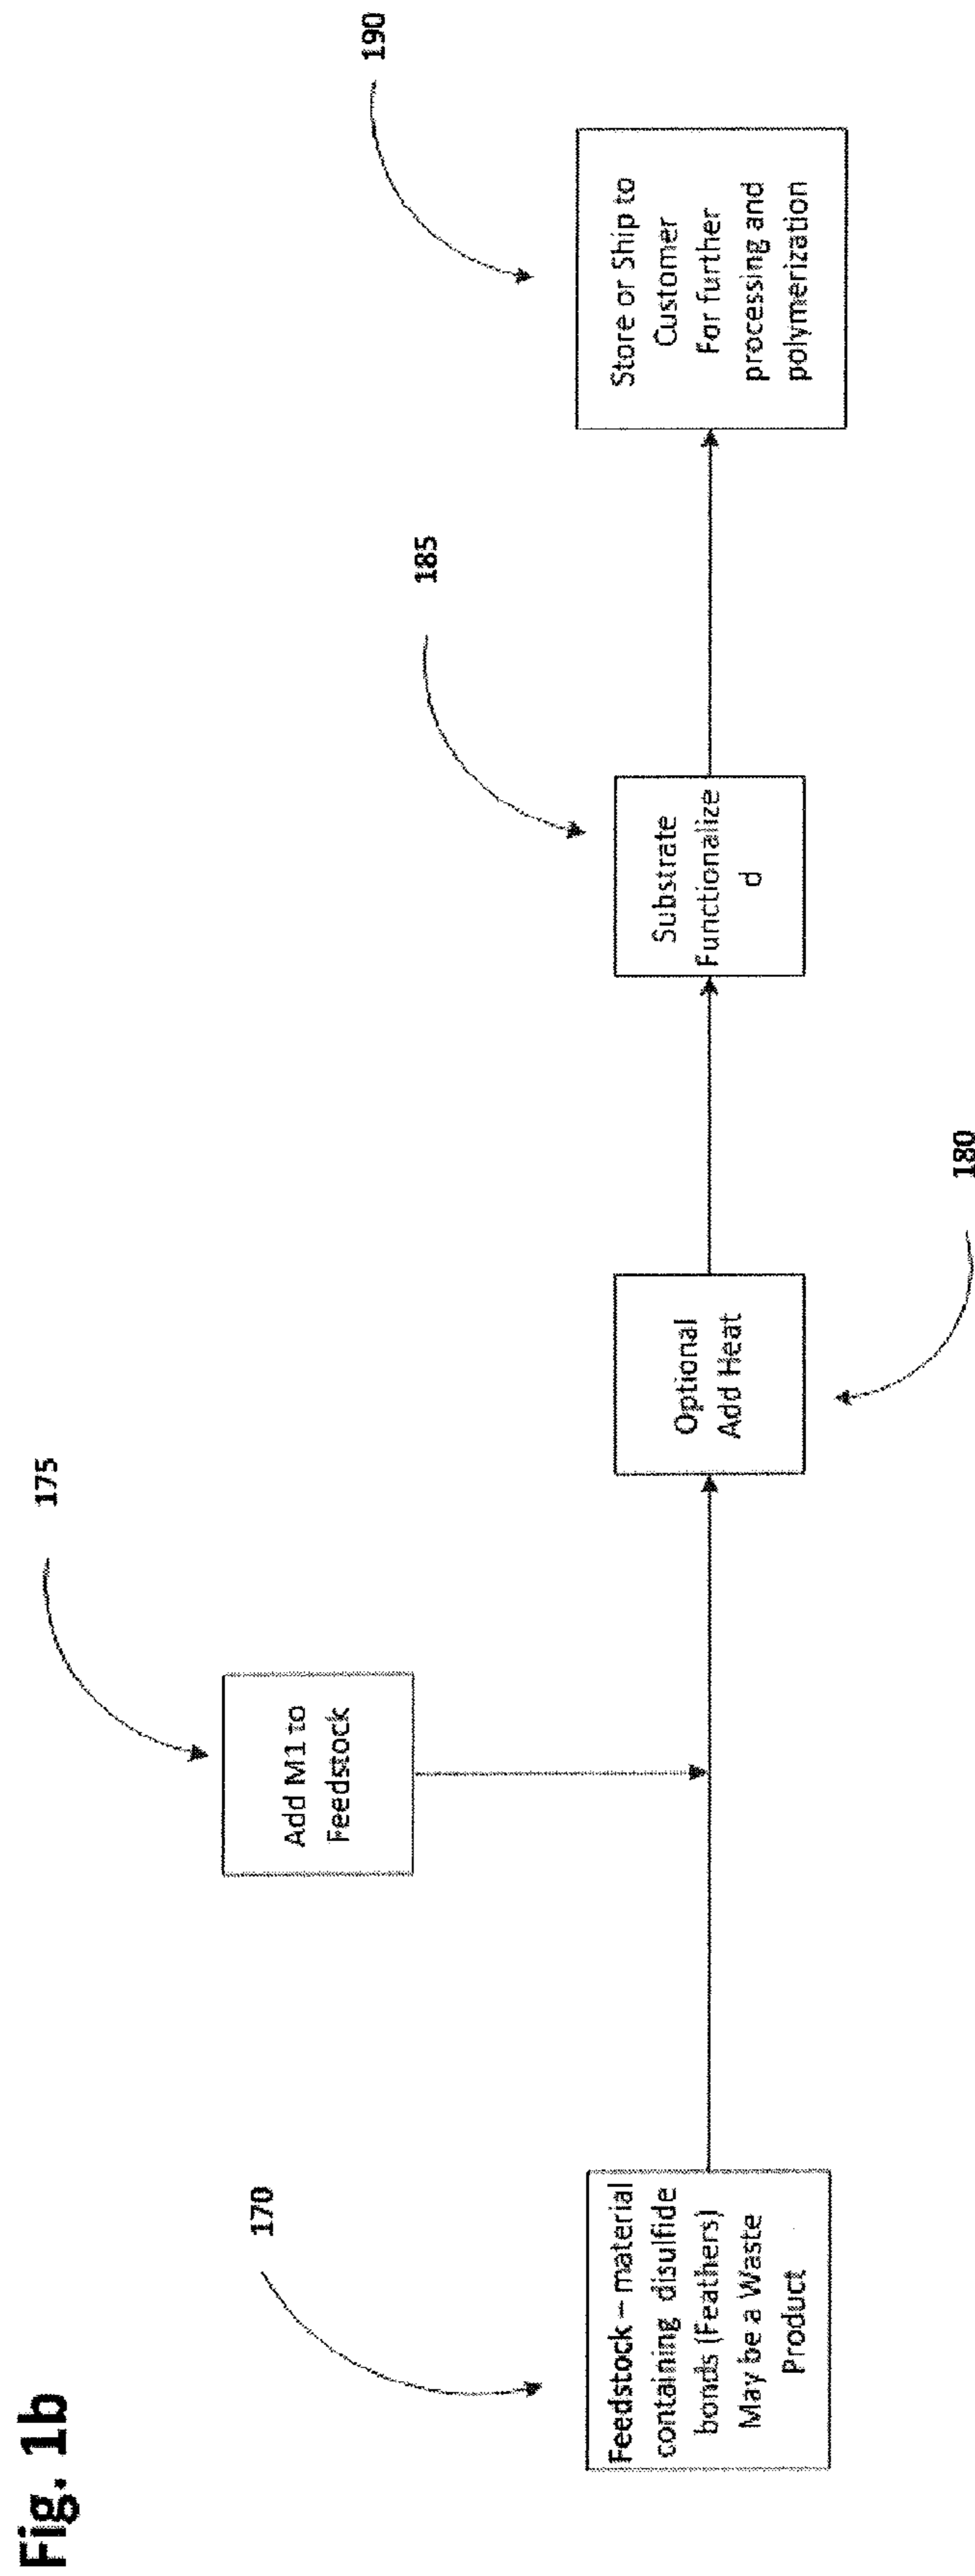 Fig. 1b
170
Feedstock – material
containing disulfide
bonds (Feathers)
May be a Waste
Product
175
Add M1 to
Feedstock
180
Optional
Add Heat
185
Substrate
Functionalize
d
190
Store or Ship to
Customer
For further
processing and
polymerization